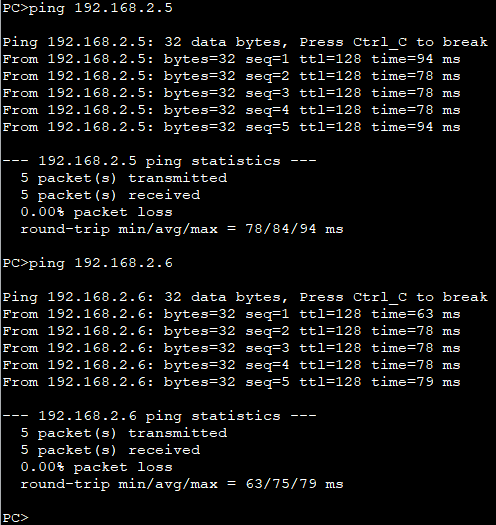 PC>ping 192.168.2.5
Ping 192.168.2.5: 32 data bytes, Press Ctrl_C to break
From 192.168.2.5: bytes=32 seq=1 ttl=128 time=94 ms
From 192.168.2.5: bytes=32 seq=2 ttl=128 time=78 ms
From 192.168.2.5: bytes=32 seq=3 ttl=128 time=78 ms
From 192.168.2.5: bytes=32 seq=4 ttl=128 time=78 ms
From 192.168.2.5: bytes=32 seq=5 ttl=128 time=94 ms
--- 192.168.2.5 ping statistics ---
5 packet(s) transmitted
5 packet(s) received
0.00% packet loss
round-trip min/avg/max = 78/84/94 ms
PC>ping 192.168.2.6
Ping 192.168.2.6: 32 data bytes, Press Ctrl_C to break
From 192.168.2.6: bytes=32 seq=1 ttl=128 time=63 ms
From 192.168.2.6: bytes=32 seq=2 ttl=128 time=78 ms
From 192.168.2.6: bytes=32 seq=3 ttl=128 time=78 ms
From 192.168.2.6: bytes=32 seq=4 ttl=128 time=78 ms
From 192.168.2.6: bytes=32 seq=5 ttl=128 time=79 ms
--- 192.168.2.6 ping statistics ---
5 packet(s) transmitted
5 packet(s) received
0.00% packet loss
round-trip min/avg/max = 63/75/79 ms
PC>